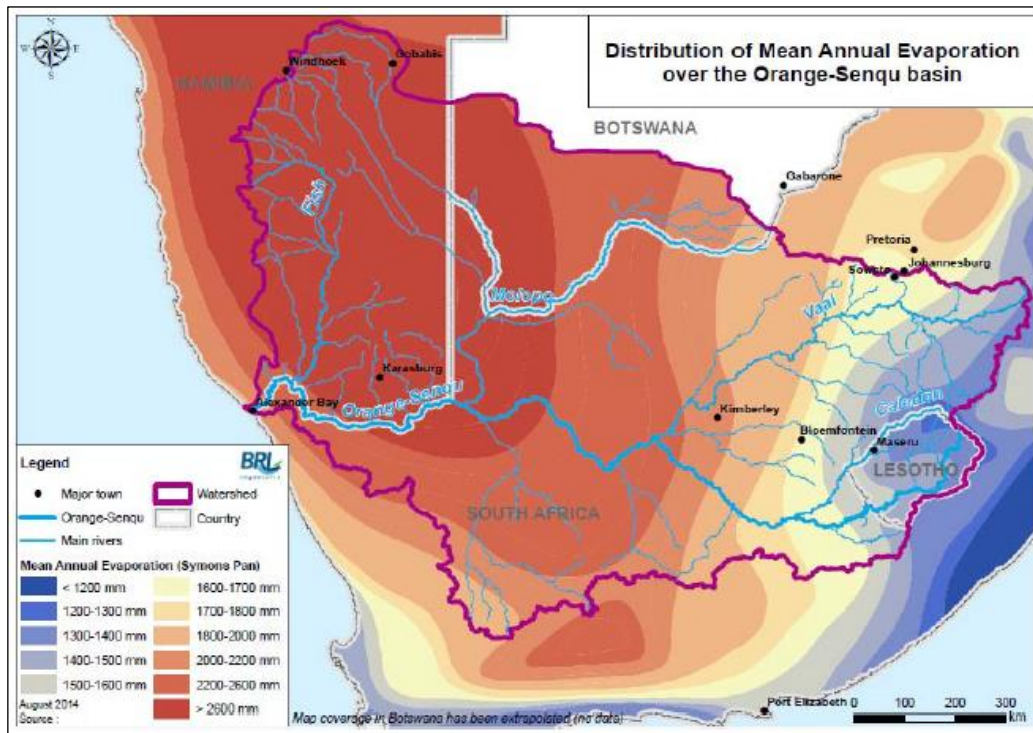 N
W
E
S
Distribution of Mean Annual Evaporation
over the Orange-Senqu basin
Gobabis
Windhoek
NAMIBIA
BOTSWANA
Gabarone
Fish
Pretoria
Johannesburg
Soweto
Molopo
Vaal
Karasburg
Alexander Bay
Orange-Senqu
Kimberley
Caledon
Bloemfontein
Maseru
LESOTHO
SOUTH AFRICA
Legend
BRL
Major town
Watershed
Orange-Senqu
Country
Main rivers
Mean Annual Evaporation (Symons Pan)
< 1200 mm
1600-1700 mm
1200-1300 mm
1700-1800 mm
1300-1400 mm
1800-2000 mm
1400-1500 mm
2000-2200 mm
1500-1600 mm
2200-2600 mm
> 2600 mm
August 2014
Source :
Map coverage in Botswana has been extrapolated (no data)
Port Elizabeth
0 100 200 300
km